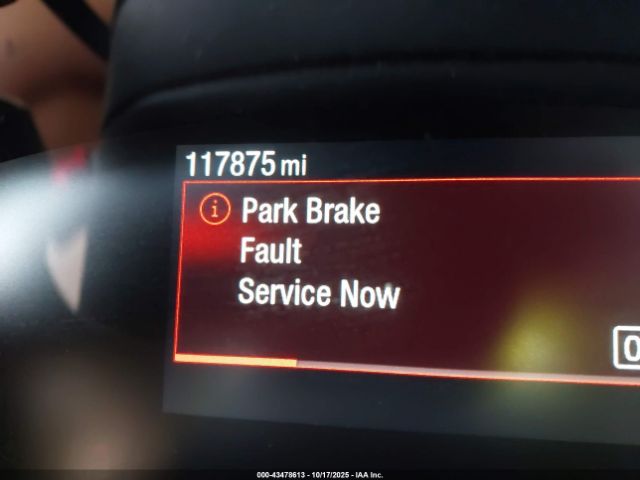 117875 mi
i Park Brake
Fault
Service Now
000-43478613 - 10/17/2025 - IAA Inc.